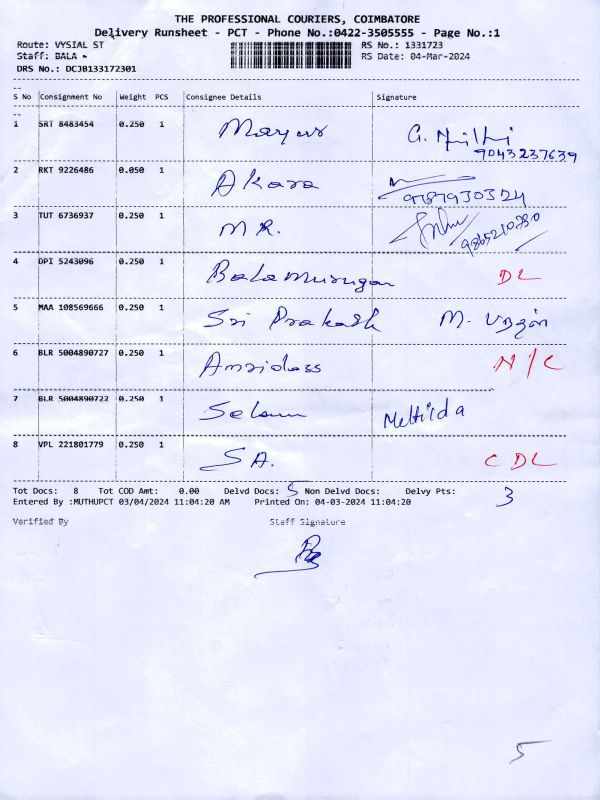 THE PROFESSIONAL COURIERS, COIMBATORE
Delivery Runsheet - PCT - Phone No.:0422-3505555 - Page No.:1
Route: VYSIAL ST RS No.: 1331723
Staff: BALA - RS Date: 04-Mar-2024
DRS No.: DCJB133172301
S No Consignment No Weight PCS Consignee Details Signature
1 SRT 8483454 0.250 1 Mayur G.
9043237639
2 RKT 9226486 0.050 1 Akara
3 TUT 6736937 0.250 1 M R.
4 DPI 5243096 0.250 1 Balamurugan DL
5 MAA 108569666 0.250 1 Sri Prakash M.
6 BLR 5004890727 0.250 1 Amridass N/C
7 BLR 5004890722 0.250 1 Selam Meltilda
8 VPL 221801779 0.250 1 SA. CDL
Tot Docs: 8 Tot COD Amt: 0.00 Delvd Docs: 5 Non Delvd Docs: Delvy Pts: 3
Entered By :MUTHUPCT 03/04/2024 11:04:20 AM Printed On: 04-03-2024 11:04:20
Verified By Staff Signature
5